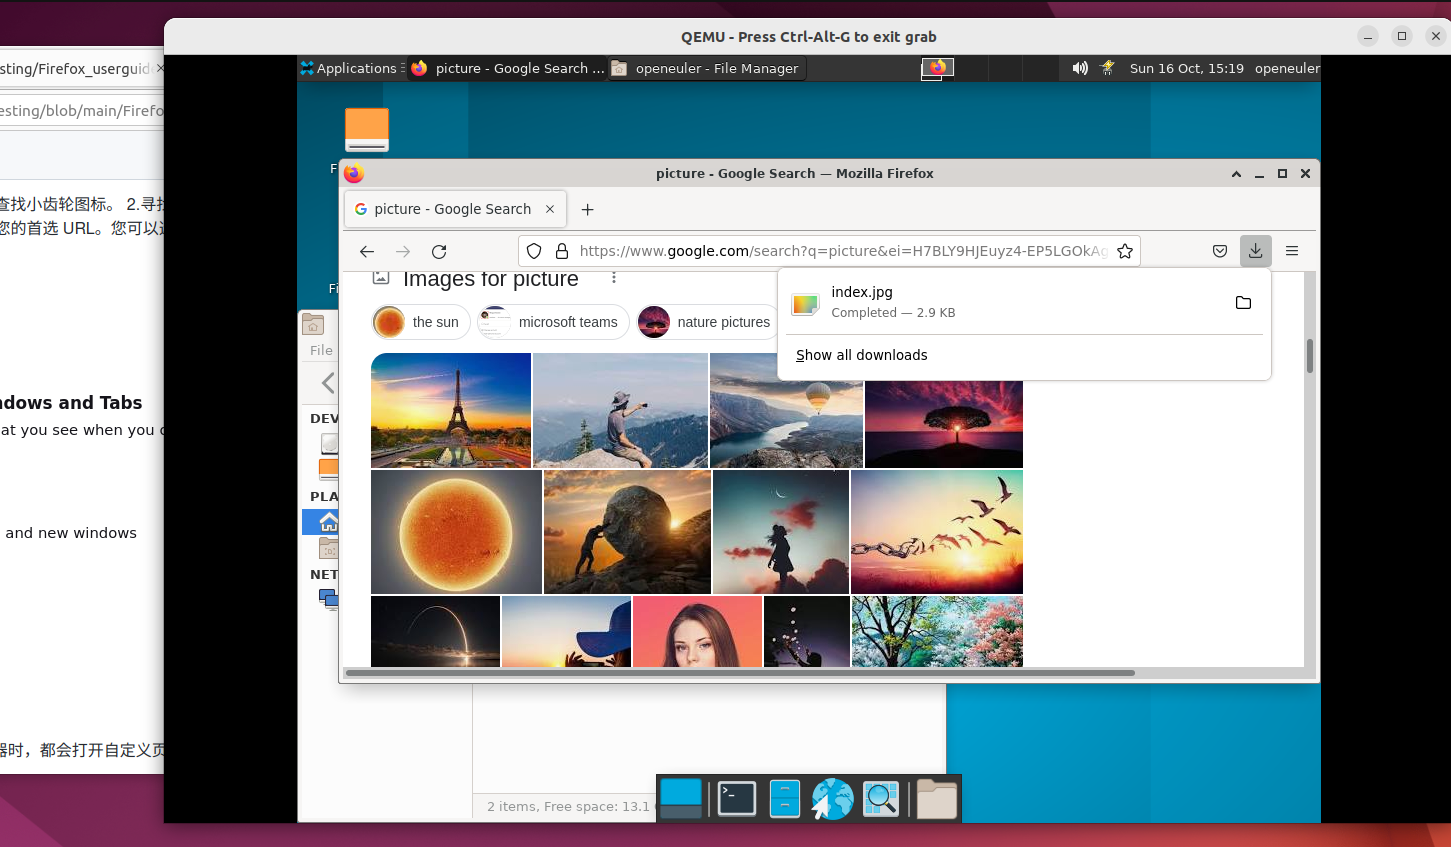 QEMU - Press Ctrl-Alt-G to exit grab
sting/Firefox_userguid
esting/blob/main/Firefo
查找小齿轮图标。 2.寻找
您的首选 URL。您可以
ndows and Tabs
at you see when you
and new windows
器时，都会打开自定义页
Applications
picture - Google Search ...
openeuler - File Manager
Sun 16 Oct, 15:19
openeuler
F
Fi
picture - Google Search — Mozilla Firefox
picture - Google Search
https://www.google.com/search?q=picture&ei=H7BLY9HJEuyz4-EP5LGOkAg
Images for picture
the sun
microsoft teams
nature pictures
index.jpg
Completed — 2.9 KB
Show all downloads
File
DEV
PLA
NET
2 items, Free space: 13.1